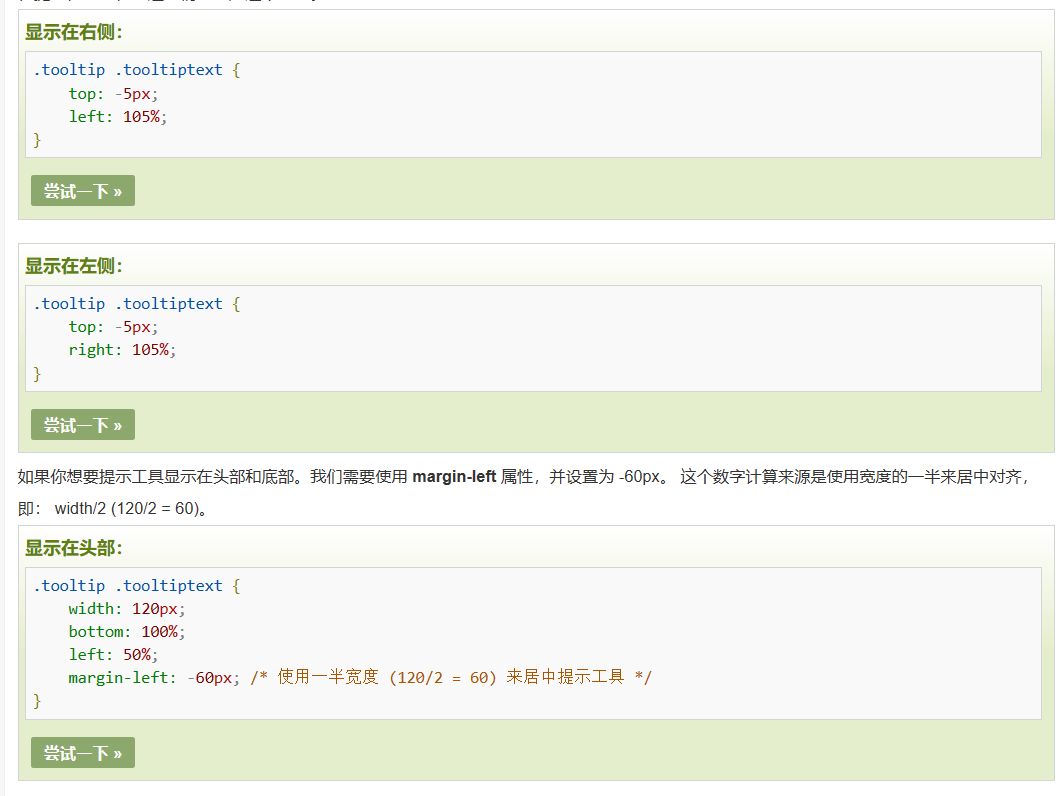 显示在右侧：
.tooltip .tooltiptext {
    top: -5px;
    left: 105%;
}
尝试一下 »
显示在左侧：
.tooltip .tooltiptext {
    top: -5px;
    right: 105%;
}
尝试一下 »
如果你想要提示工具显示在头部和底部。我们需要使用 margin-left 属性，并设置为 -60px。 这个数字计算来源是使用宽度的一半来居中对齐，
即： width/2 (120/2 = 60)。
显示在头部：
.tooltip .tooltiptext {
    width: 120px;
    bottom: 100%;
    left: 50%;
    margin-left: -60px; /* 使用一半宽度 (120/2 = 60) 来居中提示工具 */
}
尝试一下 »